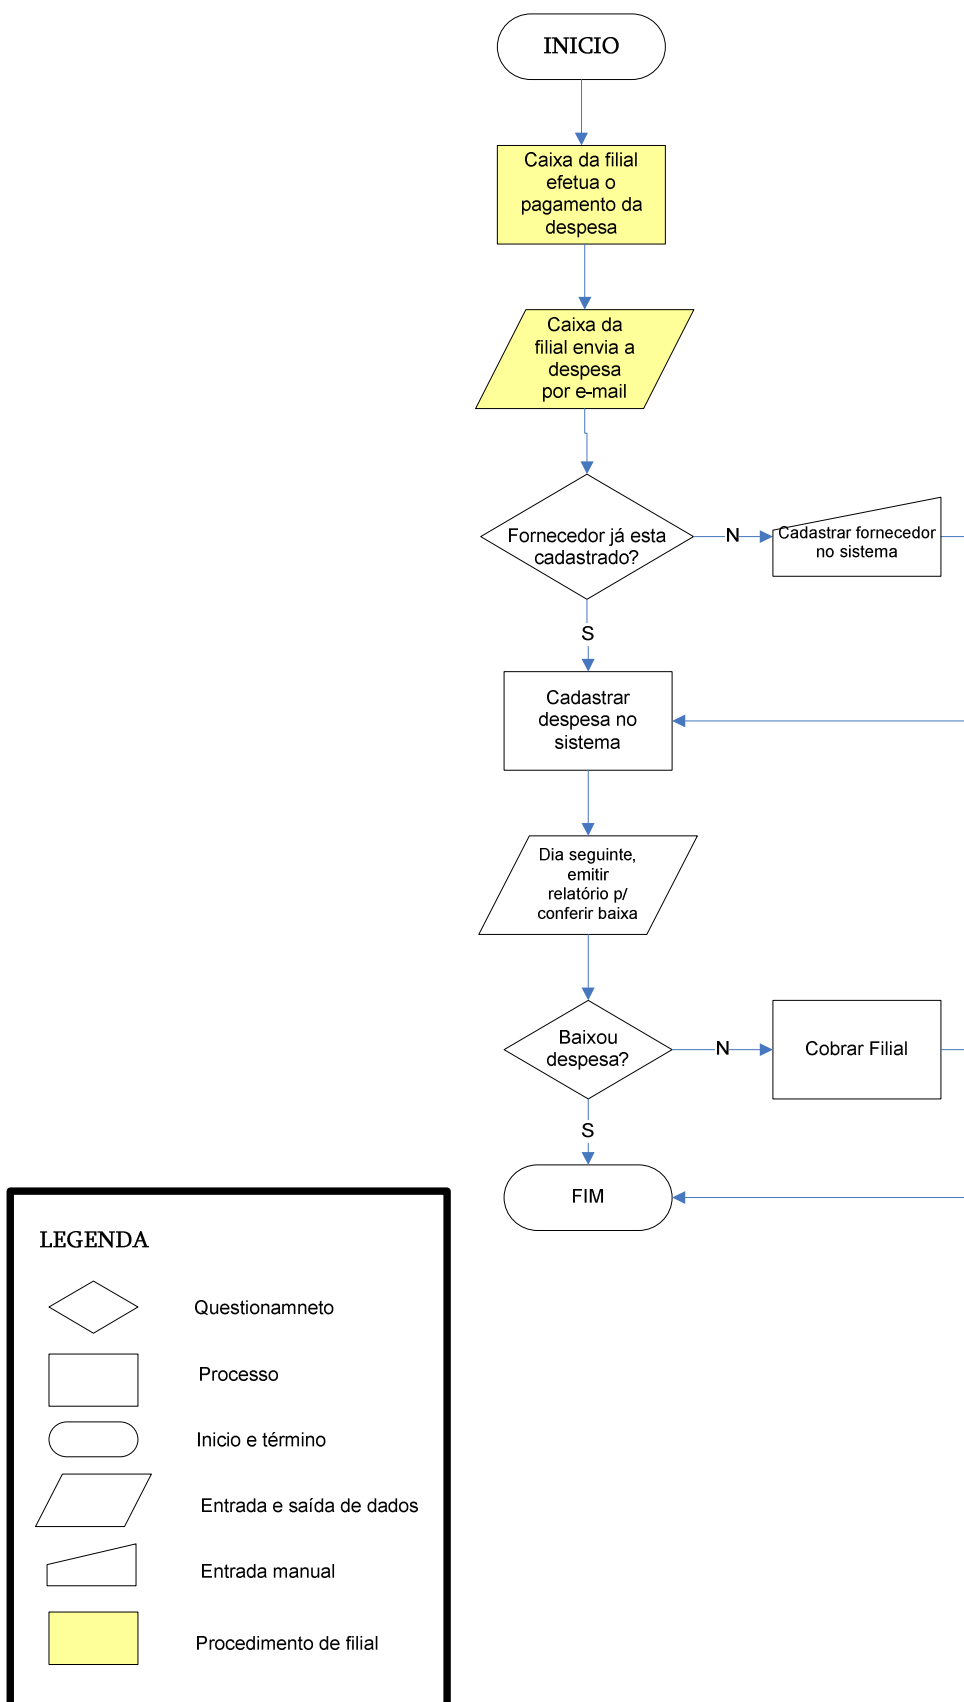 INICIO
Caixa da filial
efetua o
pagamento da
despesa
Caixa da
filial envia a
despesa
por e-mail
Fornecedor já esta
cadastrado?
N
Cadastrar fornecedor
no sistema
S
Cadastrar
despesa no
sistema
Dia seguinte,
emitir
relatório p/
conferir baixa
Baixou
despesa?
N
Cobrar Filial
S
FIM
LEGENDA
Questionamneto
Processo
Inicio e término
Entrada e saída de dados
Entrada manual
Procedimento de filial